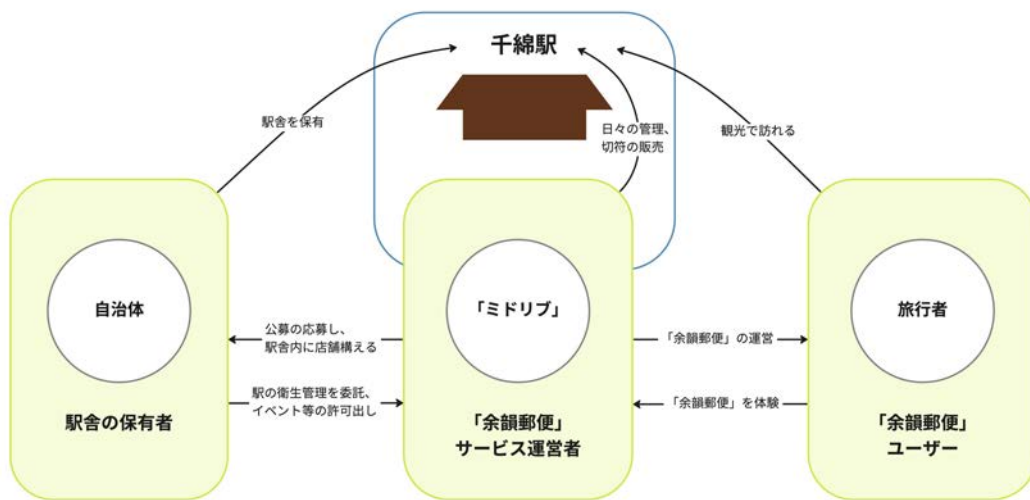 千綿駅
駅舎を保有
日々の管理、
切符の販売
観光で訪れる
自治体
「ミドリブ」
旅行者
公募の応募し、
駅舎内に店舗構える
「余韻郵便」の運営
駅の衛生管理を委託、
イベント等の許可出し
「余韻郵便」を体験
駅舎の保有者
「余韻郵便」
サービス運営者
「余韻郵便」
ユーザー